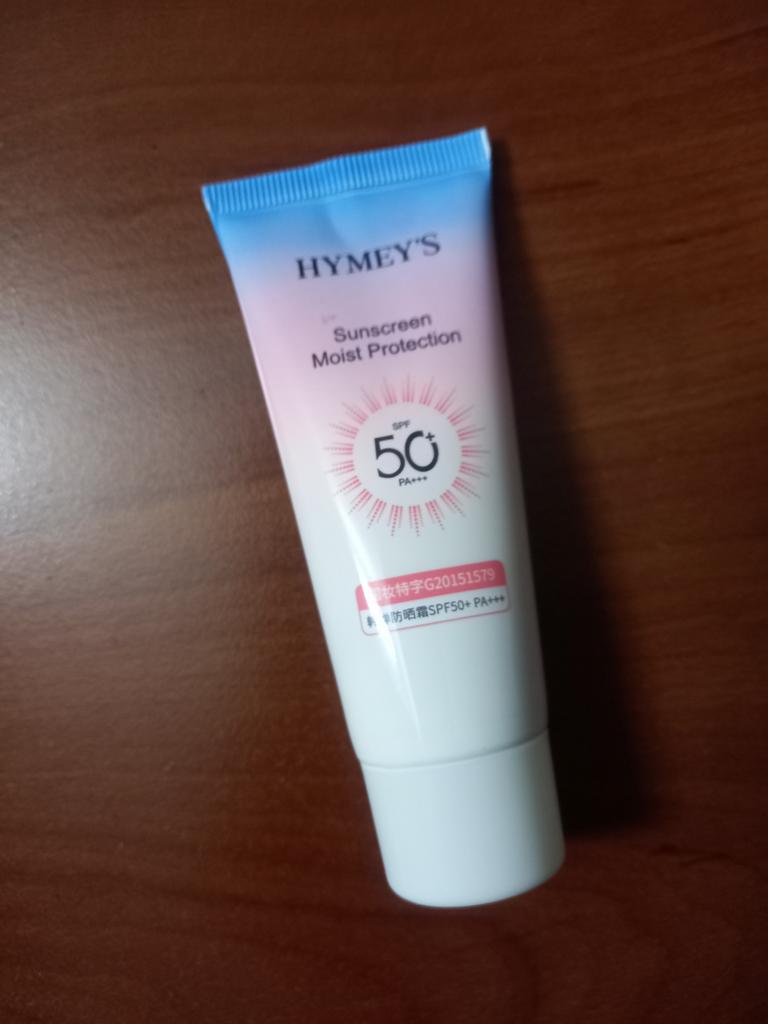 HYMEY'S
Sunscreen
Moist Protection
SPF
50+
PA+++
妆特字G20151579
防晒霜SPF50+ PA+++